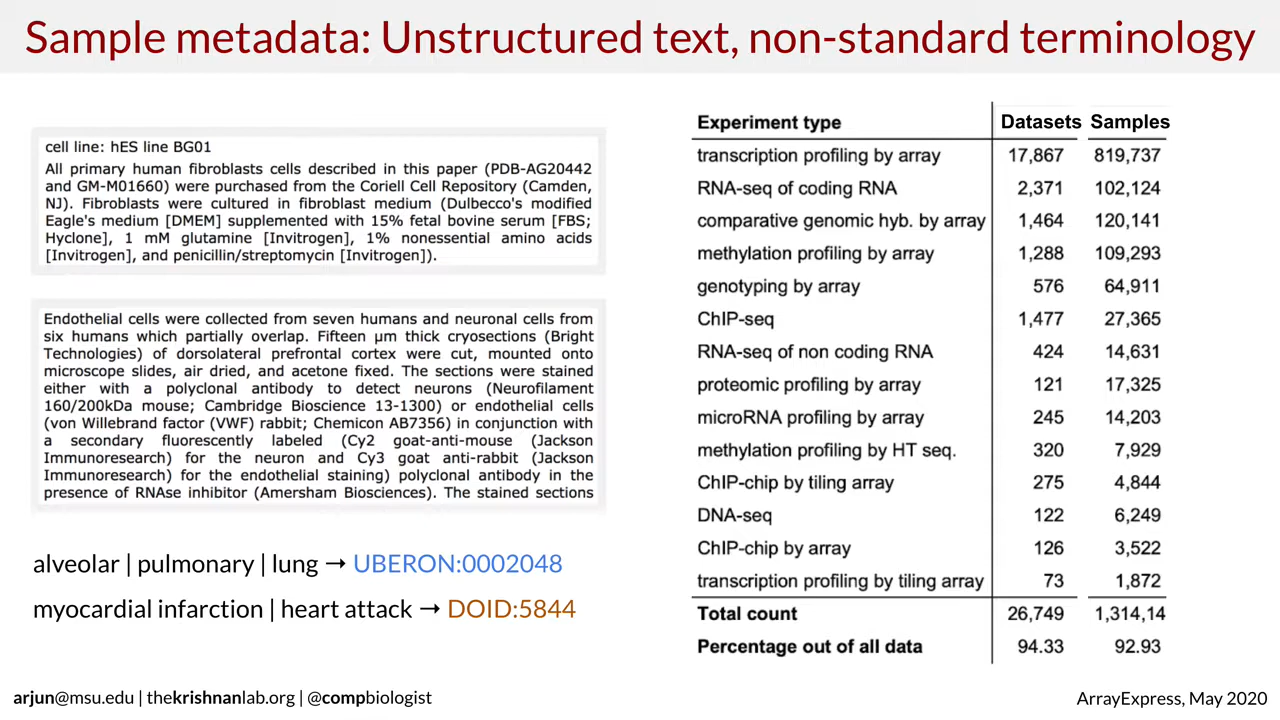 Sample metadata: Unstructured text, non-standard terminology
cell line: hES line BG01
All primary human fibroblasts cells described in this paper (PDB-AG20442
and GM-M01660) were purchased from the Coriell Cell Repository (Camden,
NJ). Fibroblasts were cultured in fibroblast medium (Dulbecco's modified
Eagle's medium [DMEM] supplemented with 15% fetal bovine serum [FBS;
Hyclone], 1 mM glutamine [Invitrogen], 1% nonessential amino acids
[Invitrogen], and penicillin/streptomycin [Invitrogen]).
Endothelial cells were collected from seven humans and neuronal cells from
six humans which partially overlap. Fifteen µm thick cryosections (Bright
Technologies) of dorsolateral prefrontal cortex were cut, mounted onto
microscope slides, air dried, and acetone fixed. The sections were stained
either with a polyclonal antibody to detect neurons (Neurofilament
160/200kDa mouse; Cambridge Bioscience 13-1300) or endothelial cells
(von Willebrand factor (VWF) rabbit; Chemicon AB7356) in conjunction with
a secondary fluorescently labeled (Cy2 goat-anti-mouse (Jackson
Immunoresearch) for the neuron and Cy3 goat anti-rabbit (Jackson
Immunoresearch) for the endothelial staining) polyclonal antibody in the
presence of RNAse inhibitor (Amersham Biosciences). The stained sections
alveolar | pulmonary | lung → UBERON:0002048
myocardial infarction | heart attack → DOID:5844
Experiment type Datasets Samples
transcription profiling by array 17,867 819,737
RNA-seq of coding RNA 2,371 102,124
comparative genomic hyb. by array 1,464 120,141
methylation profiling by array 1,288 109,293
genotyping by array 576 64,911
ChIP-seq 1,477 27,365
RNA-seq of non coding RNA 424 14,631
proteomic profiling by array 121 17,325
microRNA profiling by array 245 14,203
methylation profiling by HT seq. 320 7,929
ChIP-chip by tiling array 275 4,844
DNA-seq 122 6,249
ChIP-chip by array 126 3,522
transcription profiling by tiling array 73 1,872
Total count 26,749 1,314,14
Percentage out of all data 94.33 92.93
arjun@msu.edu | thekrishnanlab.org | @compbiologist
ArrayExpress, May 2020